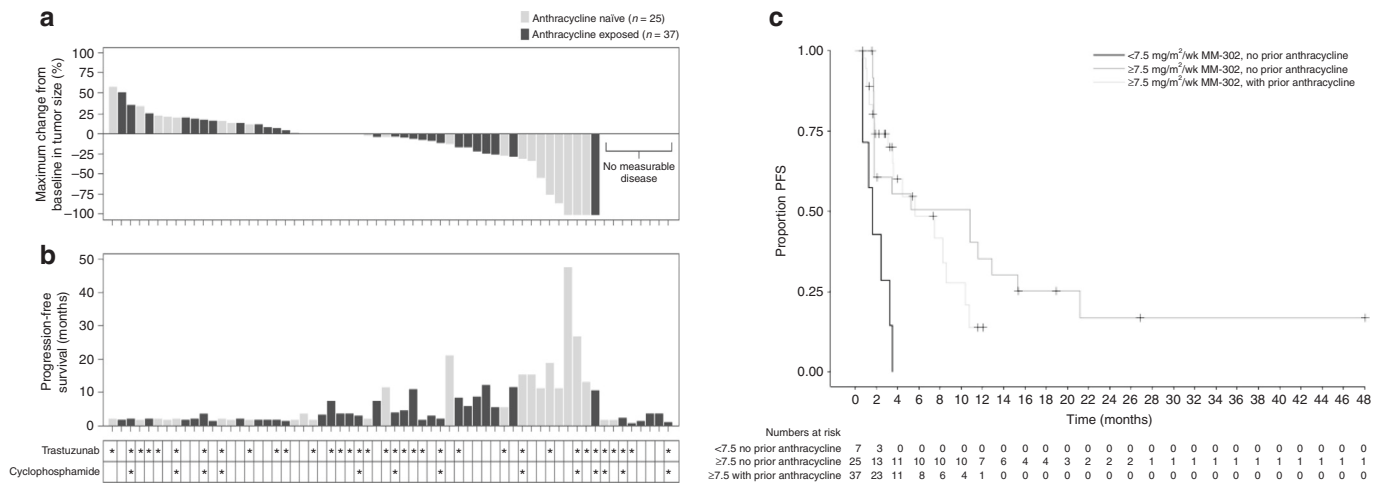 a
Anthracycline naïve (n = 25)
Anthracycline exposed (n = 37)
Maximum change from
baseline in tumor size (%)
100
75
50
25
0
−25
−50
−75
−100
No measurable
disease
b
Progression-free
survival (months)
50
40
30
20
10
0
Trastuzunab
* * * * * * * * * * * * * * * * * * * * * * * * * * * * * * *
Cyclophosphamide
* * * * * * * * * * * * *
c
<7.5 mg/m²/wk MM-302, no prior anthracycline
≥7.5 mg/m²/wk MM-302, no prior anthracycline
≥7.5 mg/m²/wk MM-302, with prior anthracycline
Proportion PFS
1.00
0.75
0.50
0.25
0.00
0 2 4 6 8 10 12 14 16 18 20 22 24 26 28 30 32 34 36 38 40 42 44 46 48
Time (months)
Numbers at risk
<7.5 no prior anthracycline 7 3 0 0 0 0 0 0 0 0 0 0 0 0 0 0 0 0 0 0 0 0 0 0 0
≥7.5 no prior anthracycline 25 13 11 10 10 10 7 6 4 4 3 2 2 2 1 1 1 1 1 1 1 1 1 1 1
≥7.5 with prior anthracycline 37 23 11 8 6 4 1 0 0 0 0 0 0 0 0 0 0 0 0 0 0 0 0 0 0